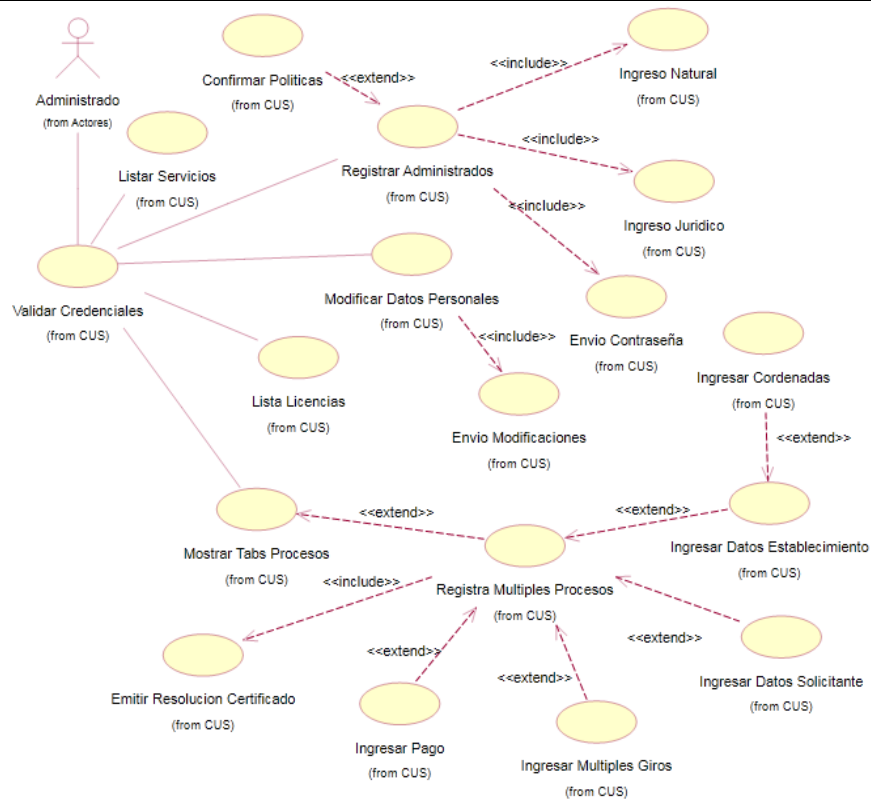 Confirmar Politicas
(from CUS)
<<extend>>
<<include>>
Ingreso Natural
(from CUS)
Administrado
(from Actores)
Listar Servicios
(from CUS)
Registrar Administrados
(from CUS)
<<include>>
Ingreso Juridico
(from CUS)
<<include>>
Validar Credenciales
(from CUS)
Modificar Datos Personales
(from CUS)
<<include>>
Envio Contraseña
(from CUS)
Ingresar Cordenadas
(from CUS)
Lista Licencias
(from CUS)
Envio Modificaciones
(from CUS)
<<extend>>
<<extend>>
<<extend>>
Mostrar Tabs Procesos
(from CUS)
Ingresar Datos Establecimiento
(from CUS)
<<include>>
Registra Multiples Procesos
(from CUS)
<<extend>>
<<extend>>
<<extend>>
Emitir Resolucion Certificado
(from CUS)
Ingresar Datos Solicitante
(from CUS)
Ingresar Pago
(from CUS)
Ingresar Multiples Giros
(from CUS)